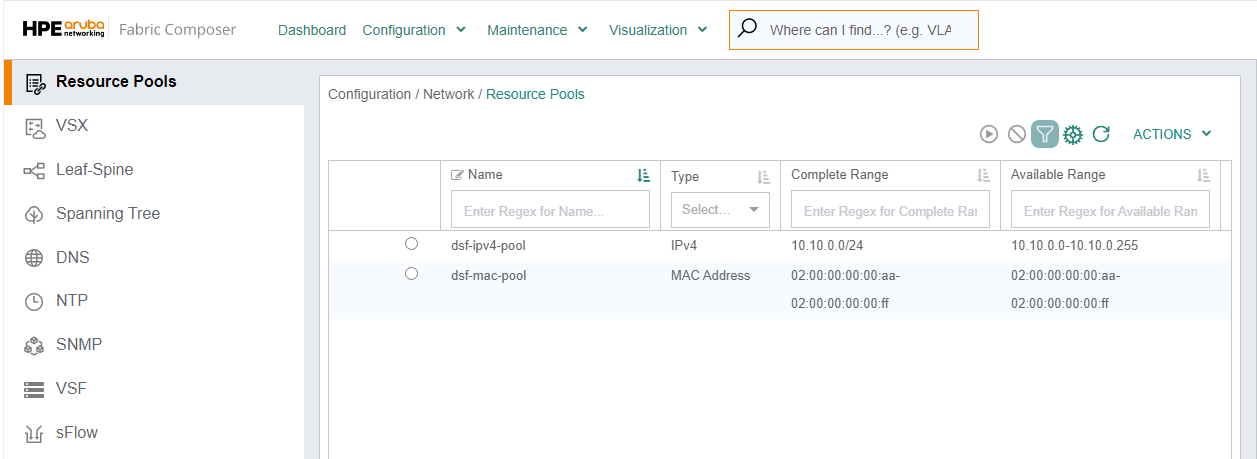 HPE aruba networking Fabric Composer Dashboard Configuration Maintenance Visualization Where can I find...? (e.g. VLA
Resource Pools
VSX
Leaf-Spine
Spanning Tree
DNS
NTP
SNMP
VSF
sFlow
Configuration / Network / Resource Pools
ACTIONS
Name Type Complete Range Available Range
Enter Regex for Name... Select... Enter Regex for Complete Ran Enter Regex for Available Ran
dsf-ipv4-pool IPv4 10.10.0.0/24 10.10.0.0-10.10.0.255
dsf-mac-pool MAC Address 02:00:00:00:00:aa- 02:00:00:00:00:aa-
02:00:00:00:00:ff 02:00:00:00:00:ff